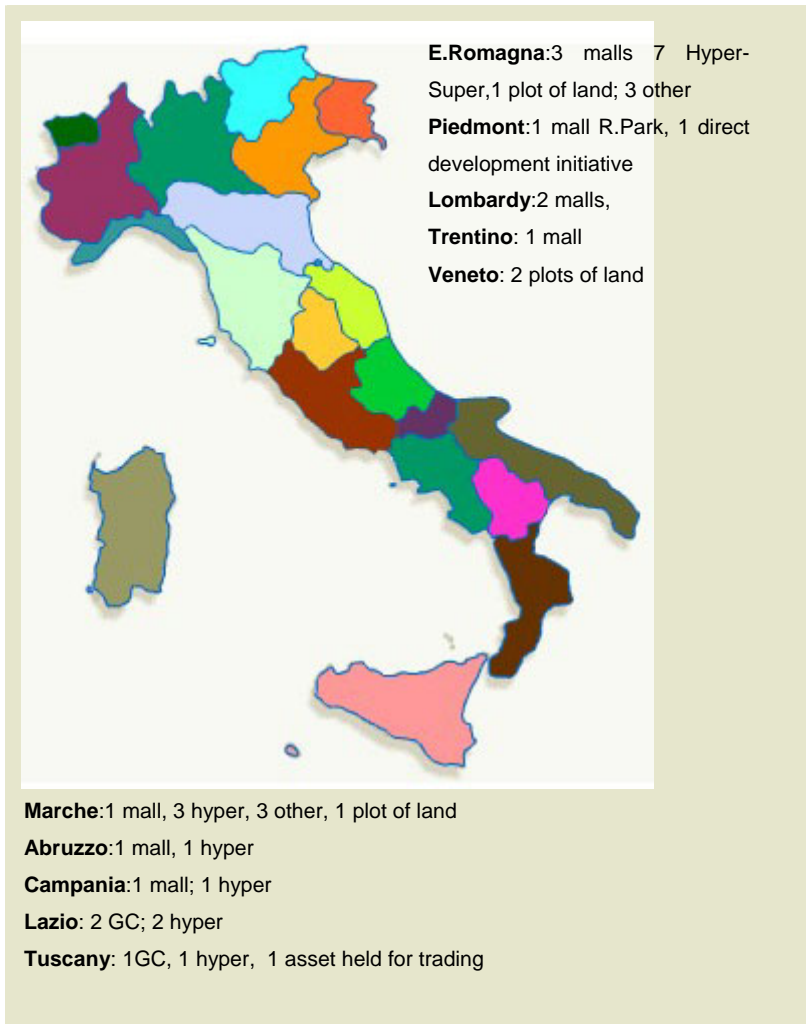 E.Romagna:3 malls 7 Hyper-
Super,1 plot of land; 3 other
Piedmont:1 mall R.Park, 1 direct
development initiative
Lombardy:2 malls,
Trentino: 1 mall
Veneto: 2 plots of land
Marche:1 mall, 3 hyper, 3 other, 1 plot of land
Abruzzo:1 mall, 1 hyper
Campania:1 mall; 1 hyper
Lazio: 2 GC; 2 hyper
Tuscany: 1GC, 1 hyper, 1 asset held for trading